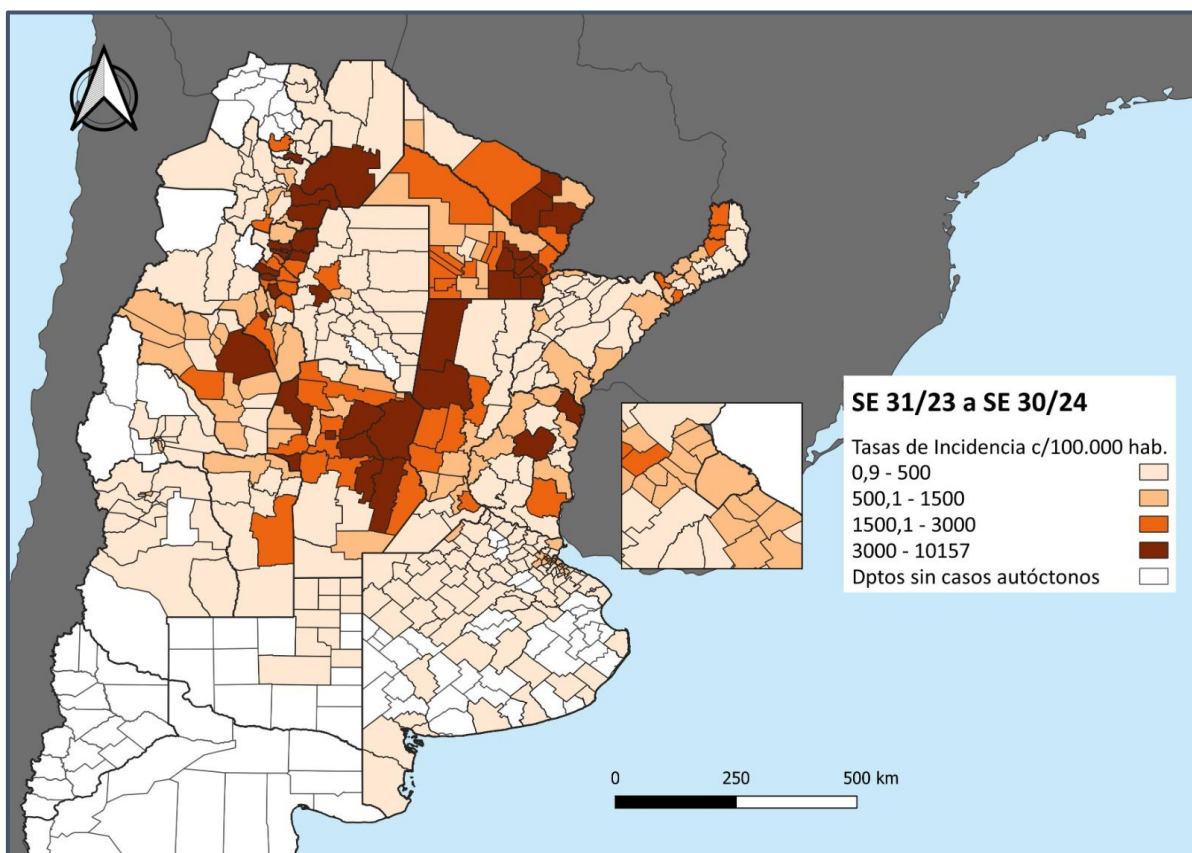 SE 31/23 a SE 30/24
Tasas de Incidencia c/100.000 hab.
0,9 - 500
500,1 - 1500
1500,1 - 3000
3000 - 10157
Dptos sin casos autóctonos
0 250 500 km